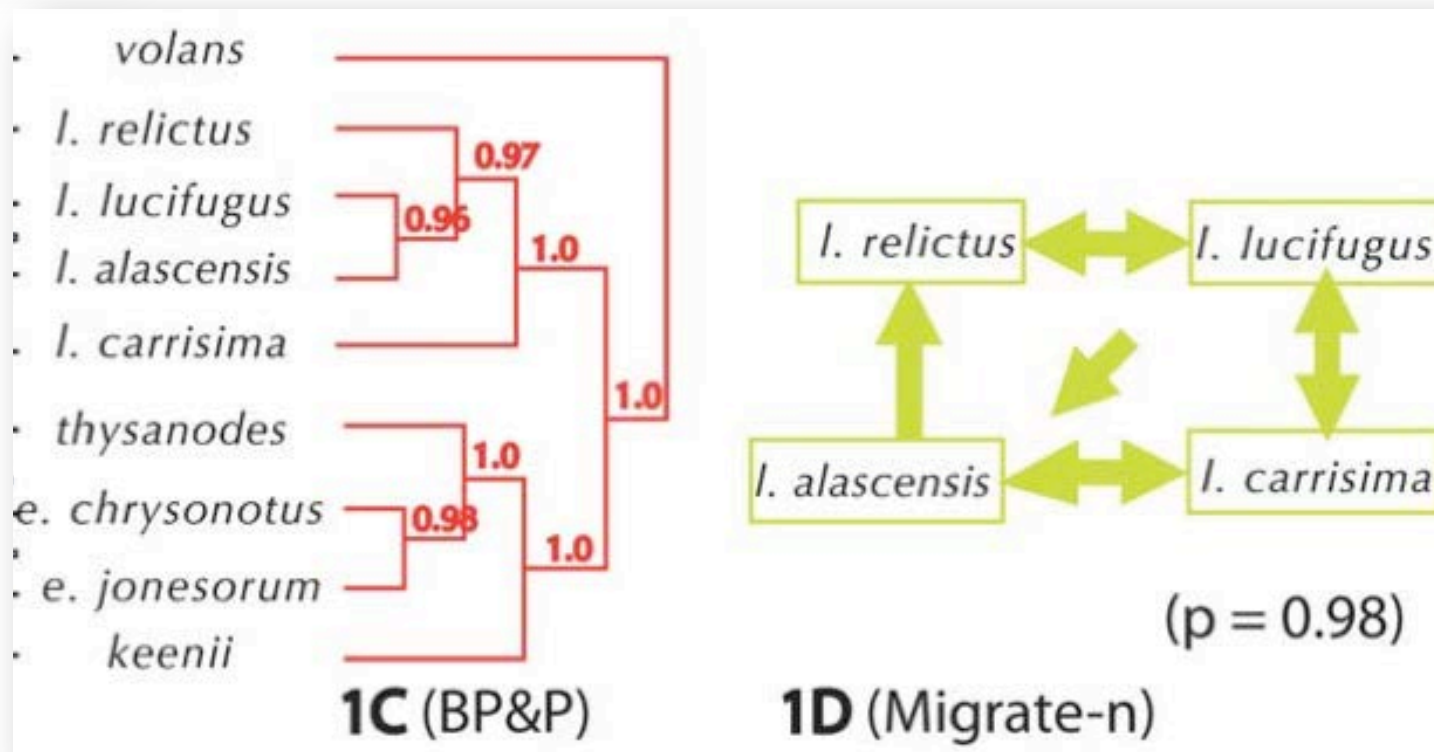 volans
l. relictus
0.97
l. lucifugus
0.96
1.0
l. alascensis
l. carrisima
1.0
thysanodes
1.0
e. chrysonotus
0.98
e. jonesorum
1.0
keenii
1C (BP&P)
l. relictus
l. lucifugus
l. alascensis
l. carrisima
(p = 0.98)
1D (Migrate-n)